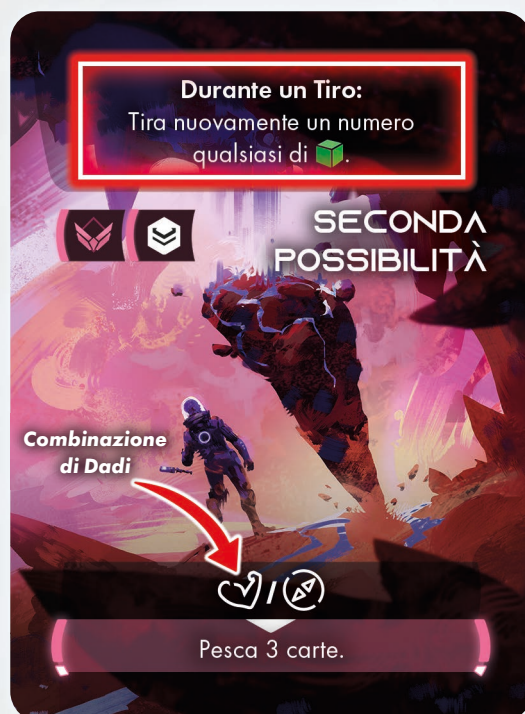 Durante un Tiro:
Tira nuovamente un numero
qualsiasi di .
SECONDA
POSSIBILITÀ
Combinazione
di Dadi
/
Pesca 3 carte.